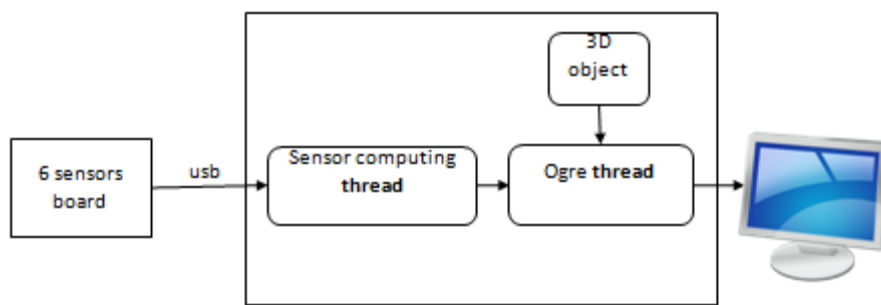 3D
object
6 sensors
board
usb
Sensor computing
thread
Ogre thread